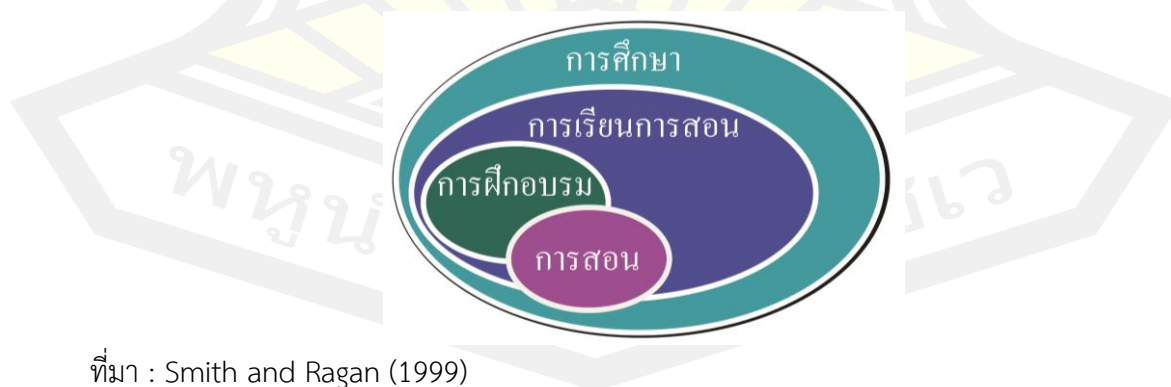 การศึกษา
การเรียนการสอน
การฝึกอบรม
การสอน
ที่มา : Smith and Ragan (1999)